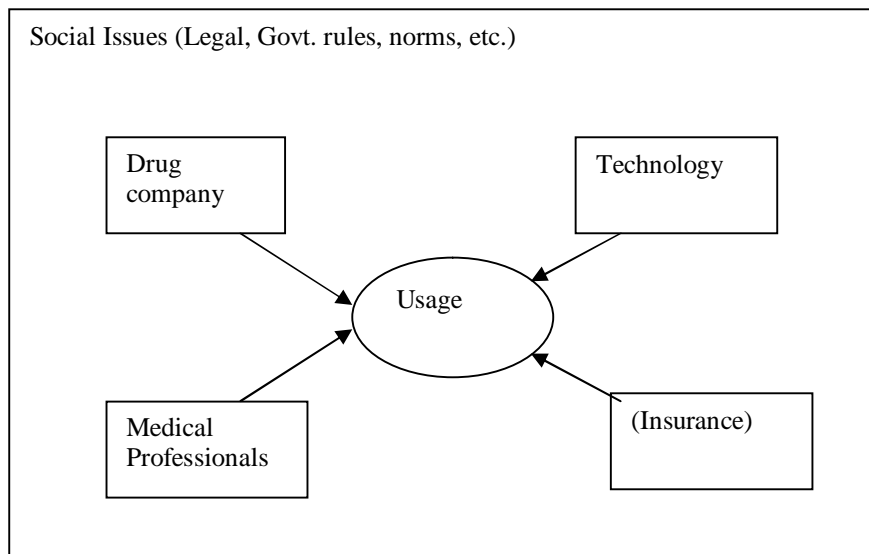 Social Issues (Legal, Govt. rules, norms, etc.)
Drug
company
Technology
Usage
Medical
Professionals
(Insurance)